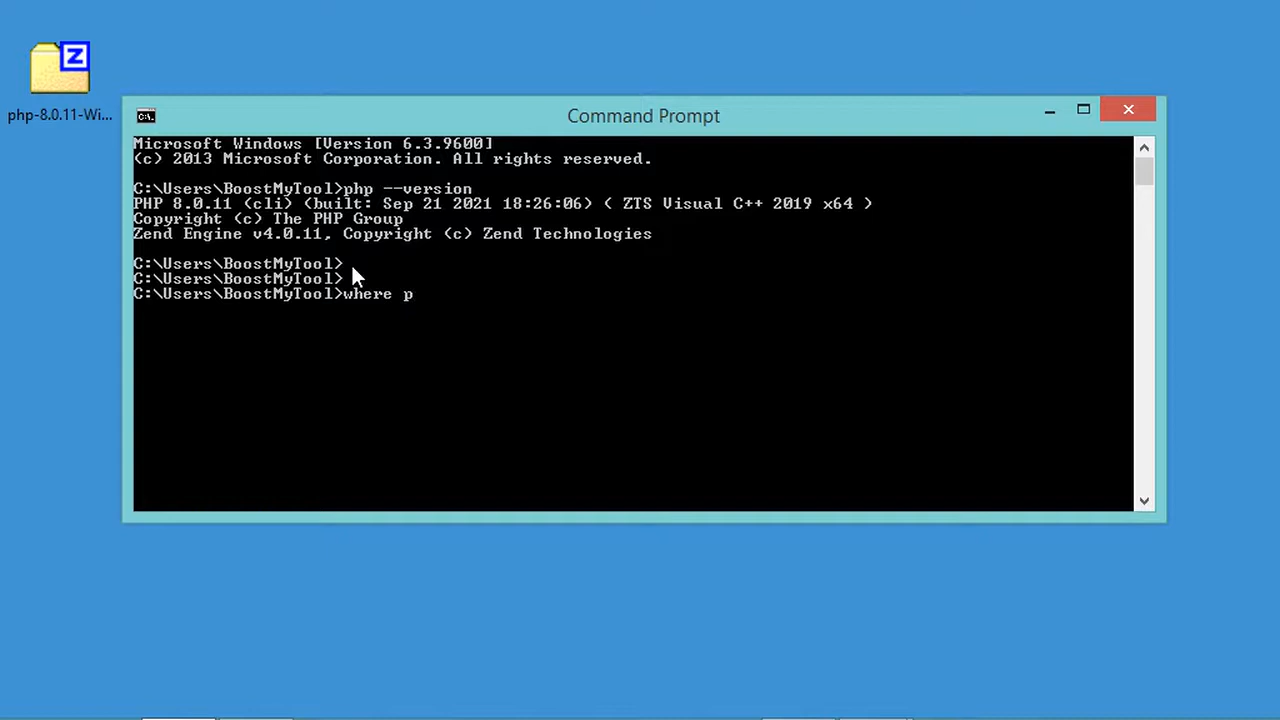 php-8.0.11-Wi...
Z
C:\.
Command Prompt
Microsoft Windows [Version 6.3.9600]
(c) 2013 Microsoft Corporation. All rights reserved.
C:\Users\BoostMyTool>php --version
PHP 8.0.11 (cli) (built: Sep 21 2021 18:26:06) ( ZTS Visual C++ 2019 x64 )
Copyright (c) The PHP Group
Zend Engine v4.0.11, Copyright (c) Zend Technologies
C:\Users\BoostMyTool>
C:\Users\BoostMyTool>
C:\Users\BoostMyTool>where p